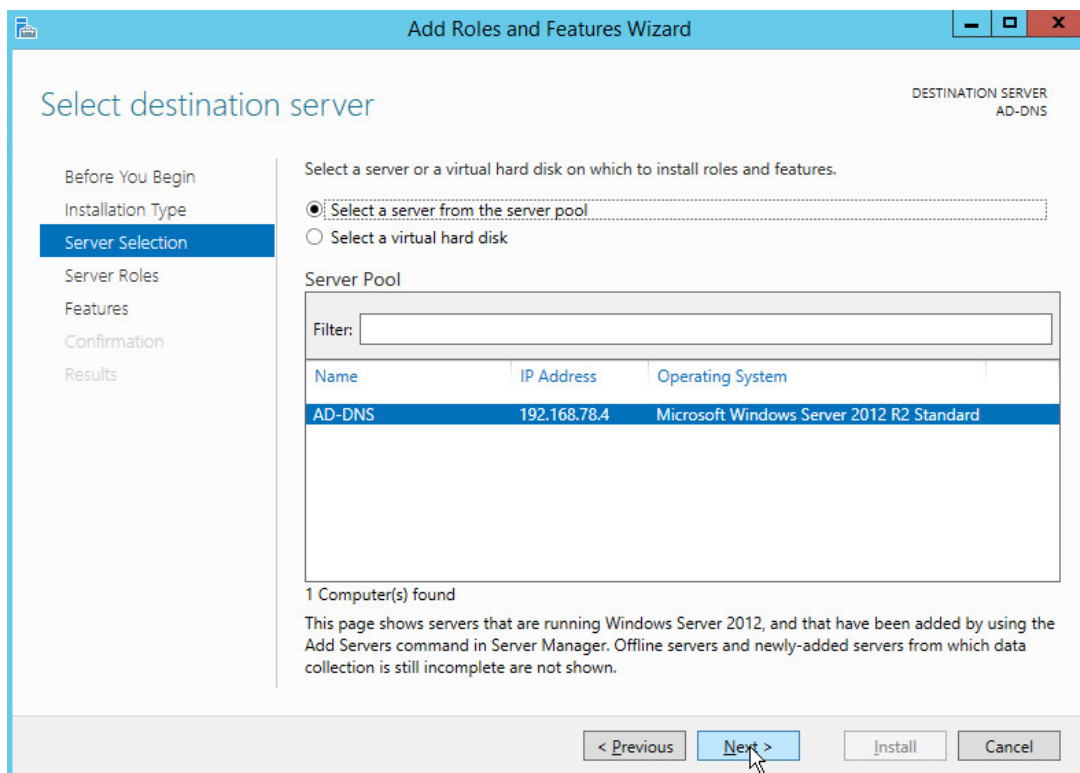 Add Roles and Features Wizard
x
Select destination server
DESTINATION SERVER
AD-DNS
Before You Begin
Installation Type
Server Selection
Server Roles
Features
Confirmation
Results
Select a server or a virtual hard disk on which to install roles and features.
Select a server from the server pool
Select a virtual hard disk
Server Pool
Filter:
Name IP Address Operating System
AD-DNS 192.168.78.4 Microsoft Windows Server 2012 R2 Standard
1 Computer(s) found
This page shows servers that are running Windows Server 2012, and that have been added by using the
Add Servers command in Server Manager. Offline servers and newly-added servers from which data
collection is still incomplete are not shown.
< Previous Next > Install Cancel